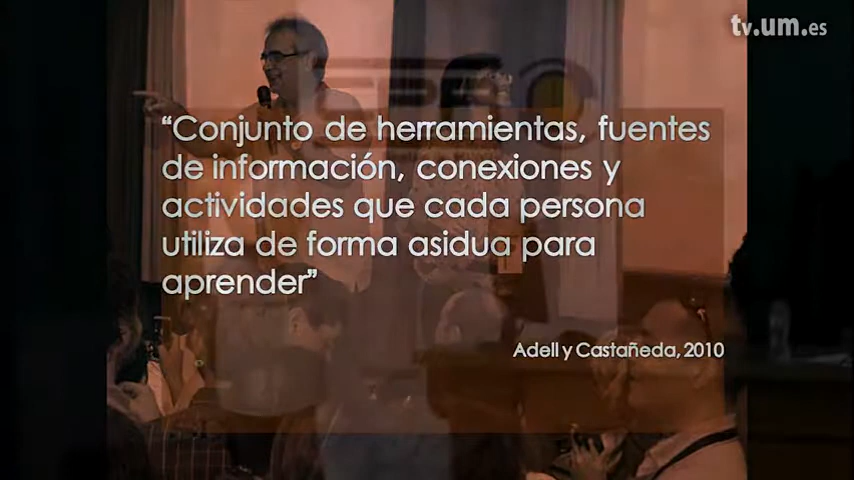 tv.um.es
“Conjunto de herramientas, fuentes
de información, conexiones y
actividades que cada persona
utiliza de forma asidua para
aprender”
Adell y Castañeda, 2010